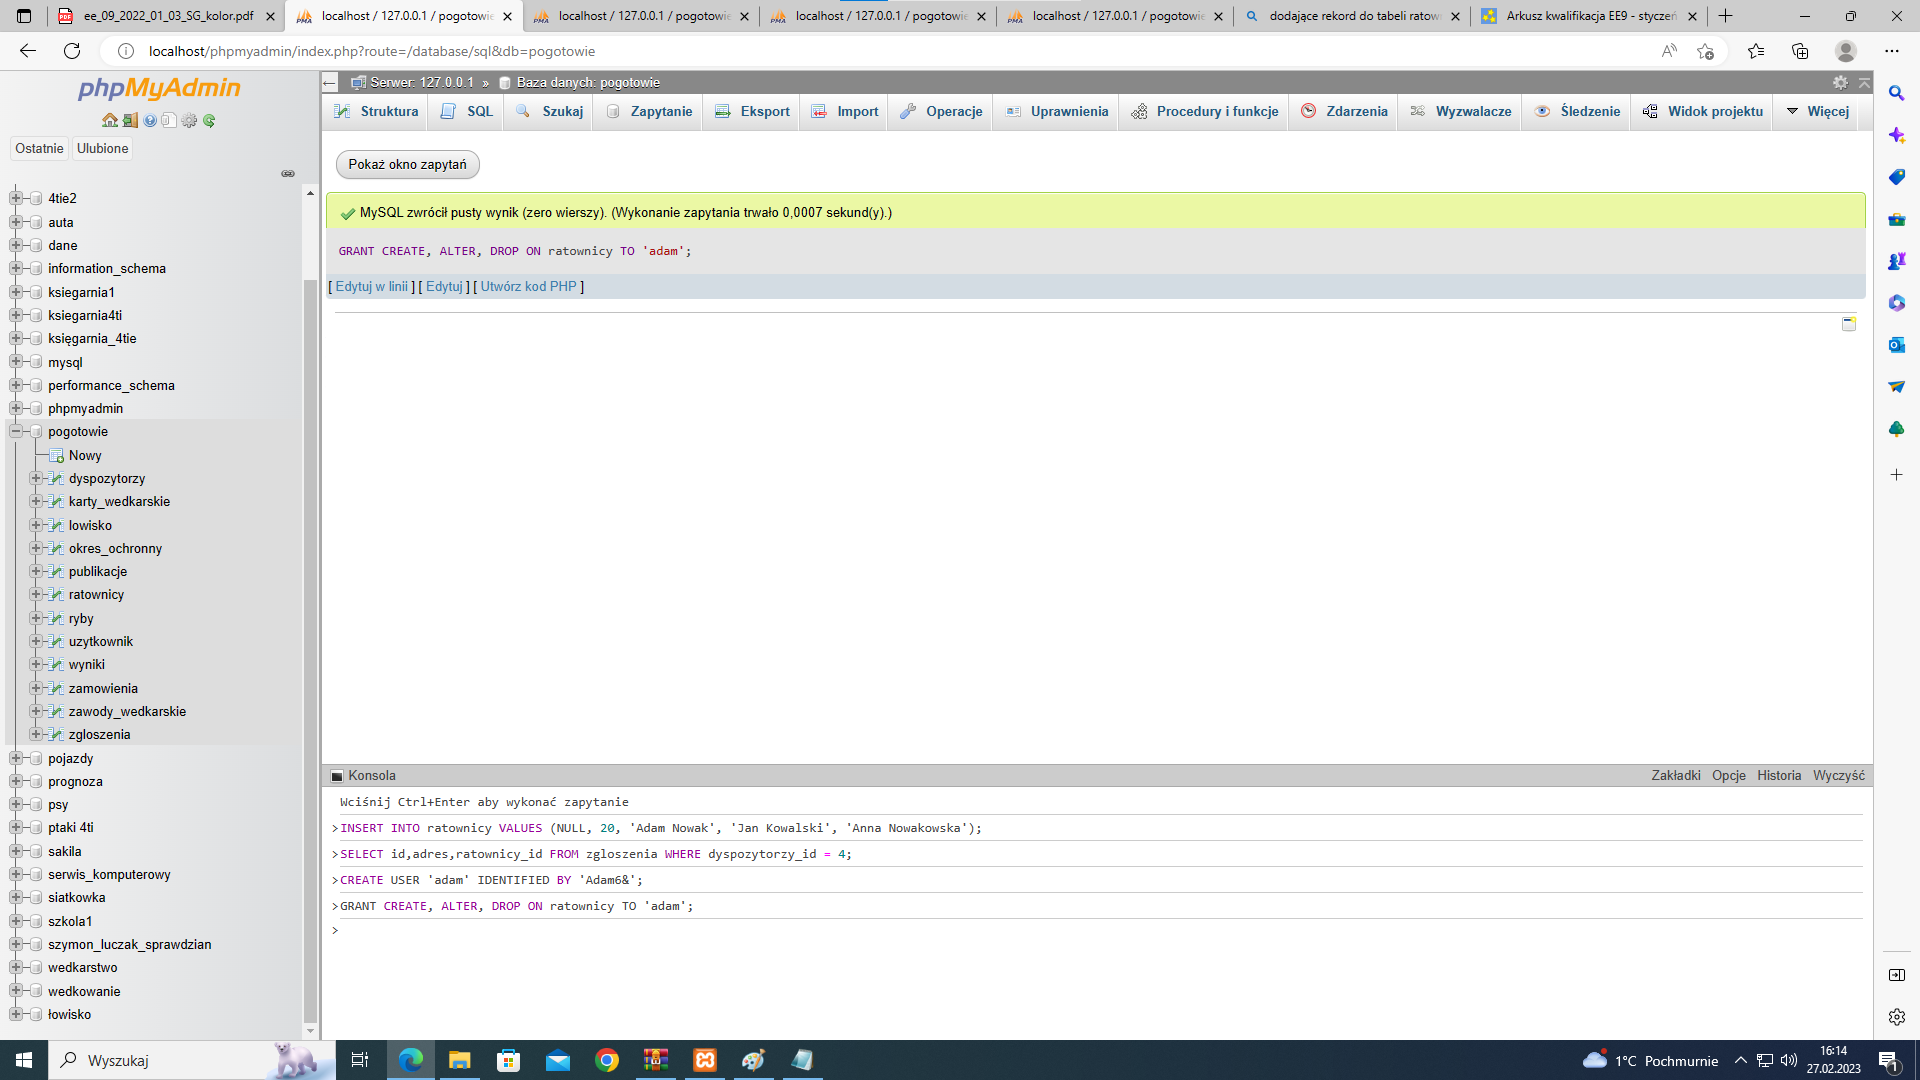 ee_09_2022_01_03_SG_kolor.pdf
localhost / 127.0.0.1 / pogotowie
localhost / 127.0.0.1 / pogotowie
localhost / 127.0.0.1 / pogotowie
localhost / 127.0.0.1 / pogotowie
dodające rekord do tabeli ratow
Arkusz kwalifikacja EE9 - styczeń
localhost/phpmyadmin/index.php?route=/database/sql&db=pogotowie
phpMyAdmin
Ostatnie
Ulubione
4tie2
auta
dane
information_schema
ksiegarnia1
ksiegarnia4ti
księgarnia_4tie
mysql
performance_schema
phpmyadmin
pogotowie
Nowy
dyspozytorzy
karty_wedkarskie
lowisko
okres_ochronny
publikacje
ratownicy
ryby
uzytkownik
wyniki
zamowienia
zawody_wedkarskie
zgloszenia
pojazdy
prognoza
psy
ptaki 4ti
sakila
serwis_komputerowy
siatkowka
szkola1
szymon_luczak_sprawdzian
wedkarstwo
wedkowanie
łowisko
Serwer: 127.0.0.1 » Baza danych: pogotowie
Struktura
SQL
Szukaj
Zapytanie
Eksport
Import
Operacje
Uprawnienia
Procedury i funkcje
Zdarzenia
Wyzwalacze
Śledzenie
Widok projektu
Więcej
Pokaż okno zapytań
MySQL zwrócił pusty wynik (zero wierszy). (Wykonanie zapytania trwało 0,0007 sekund(y).)
GRANT CREATE, ALTER, DROP ON ratownicy TO 'adam';
[ Edytuj w linii ] [ Edytuj ] [ Utwórz kod PHP ]
Konsola
Zakładki
Opcje
Historia
Wyczyść
Wciśnij Ctrl+Enter aby wykonać zapytanie
>INSERT INTO ratownicy VALUES (NULL, 20, 'Adam Nowak', 'Jan Kowalski', 'Anna Nowakowska');
>SELECT id,adres,ratownicy_id FROM zgloszenia WHERE dyspozytorzy_id = 4;
>CREATE USER 'adam' IDENTIFIED BY 'Adam6&';
>GRANT CREATE, ALTER, DROP ON ratownicy TO 'adam';
>
Wyszukaj
1°C Pochmurnie
16:14
27.02.2023
1